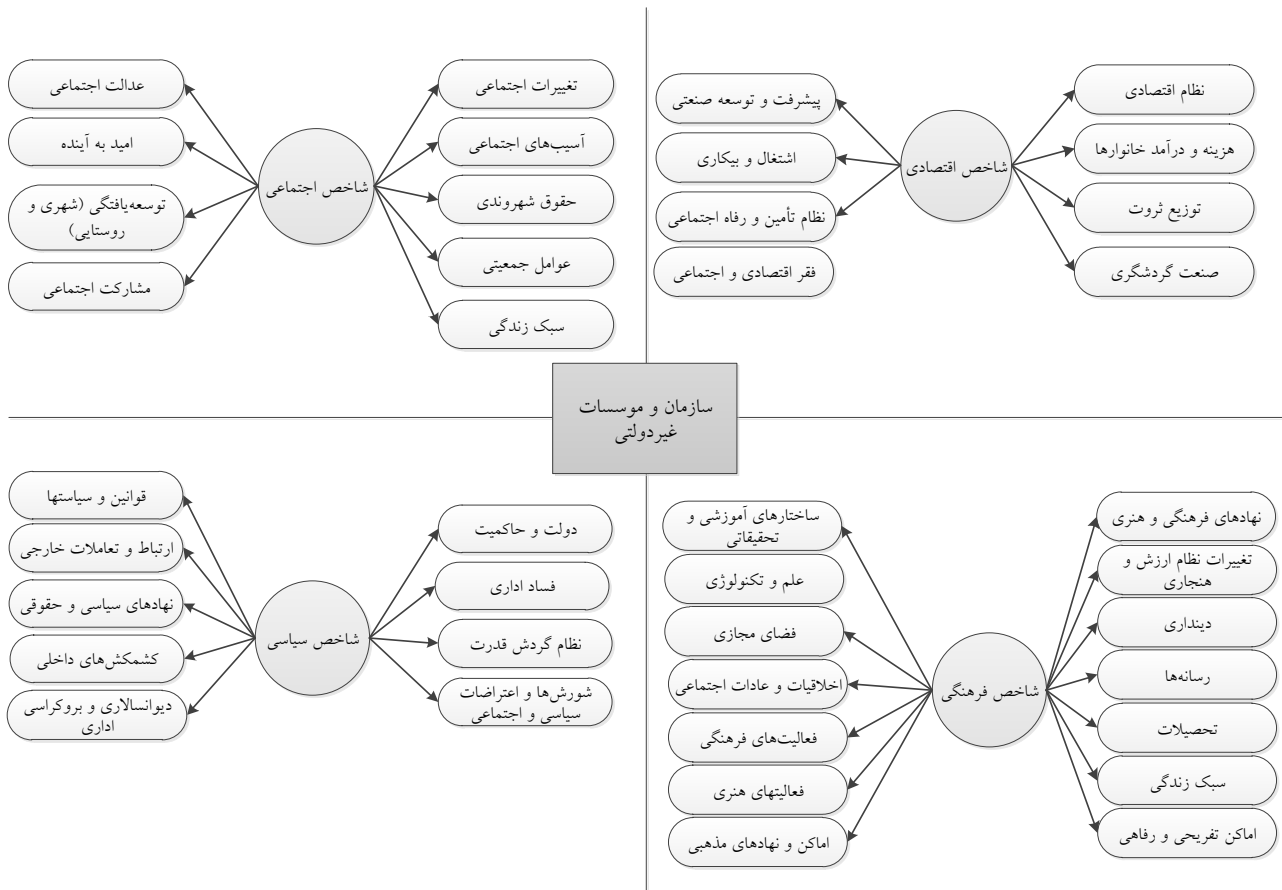 نظام اقتصادی
هزینه و درآمد خانوارها
توزیع ثروت
صنعت گردشگری
شاخص اقتصادی
پیشرفت و توسعه صنعتی
اشتغال و بیکاری
نظام تأمین و رفاه اجتماعی
فقر اقتصادی و اجتماعی
تغییرات اجتماعی
آسیب‌های اجتماعی
حقوق شهروندی
عوامل جمعیتی
سبک زندگی
شاخص اجتماعی
عدالت اجتماعی
امید به آینده
توسعه‌یافتگی (شهری و
روستایی)
مشارکت اجتماعی
سازمان و موسسات
غیردولتی
نهادهای فرهنگی و هنری
تغییرات نظام ارزش و
هنجاری
دینداری
رسانه‌ها
تحصیلات
سبک زندگی
اماکن تفریحی و رفاهی
شاخص فرهنگی
ساختارهای آموزشی و
تحقیقاتی
علم و تکنولوژی
فضای مجازی
اخلاقیات و عادات اجتماعی
فعالیت‌های فرهنگی
فعالیتهای هنری
اماکن و نهادهای مذهبی
دولت و حاکمیت
فساد اداری
نظام گردش قدرت
شورش‌ها و اعتراضات
سیاسی و اجتماعی
شاخص سیاسی
قوانین و سیاستها
ارتباط و تعاملات خارجی
نهادهای سیاسی و حقوقی
کشمکش‌های داخلی
دیوانسالاری و بروکراسی
اداری